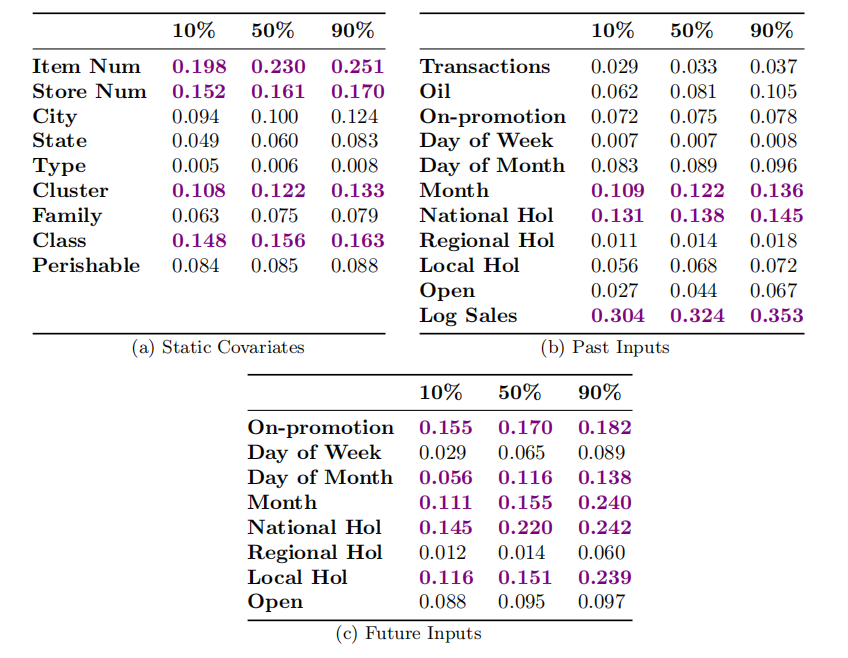 10% 50% 90%
Item Num 0.198 0.230 0.251
Store Num 0.152 0.161 0.170
City 0.094 0.100 0.124
State 0.049 0.060 0.083
Type 0.005 0.006 0.008
Cluster 0.108 0.122 0.133
Family 0.063 0.075 0.079
Class 0.148 0.156 0.163
Perishable 0.084 0.085 0.088
(a) Static Covariates
10% 50% 90%
Transactions 0.029 0.033 0.037
Oil 0.062 0.081 0.105
On-promotion 0.072 0.075 0.078
Day of Week 0.007 0.007 0.008
Day of Month 0.083 0.089 0.096
Month 0.109 0.122 0.136
National Hol 0.131 0.138 0.145
Regional Hol 0.011 0.014 0.018
Local Hol 0.056 0.068 0.072
Open 0.027 0.044 0.067
Log Sales 0.304 0.324 0.353
(b) Past Inputs
10% 50% 90%
On-promotion 0.155 0.170 0.182
Day of Week 0.029 0.065 0.089
Day of Month 0.056 0.116 0.138
Month 0.111 0.155 0.240
National Hol 0.145 0.220 0.242
Regional Hol 0.012 0.014 0.060
Local Hol 0.116 0.151 0.239
Open 0.088 0.095 0.097
(c) Future Inputs